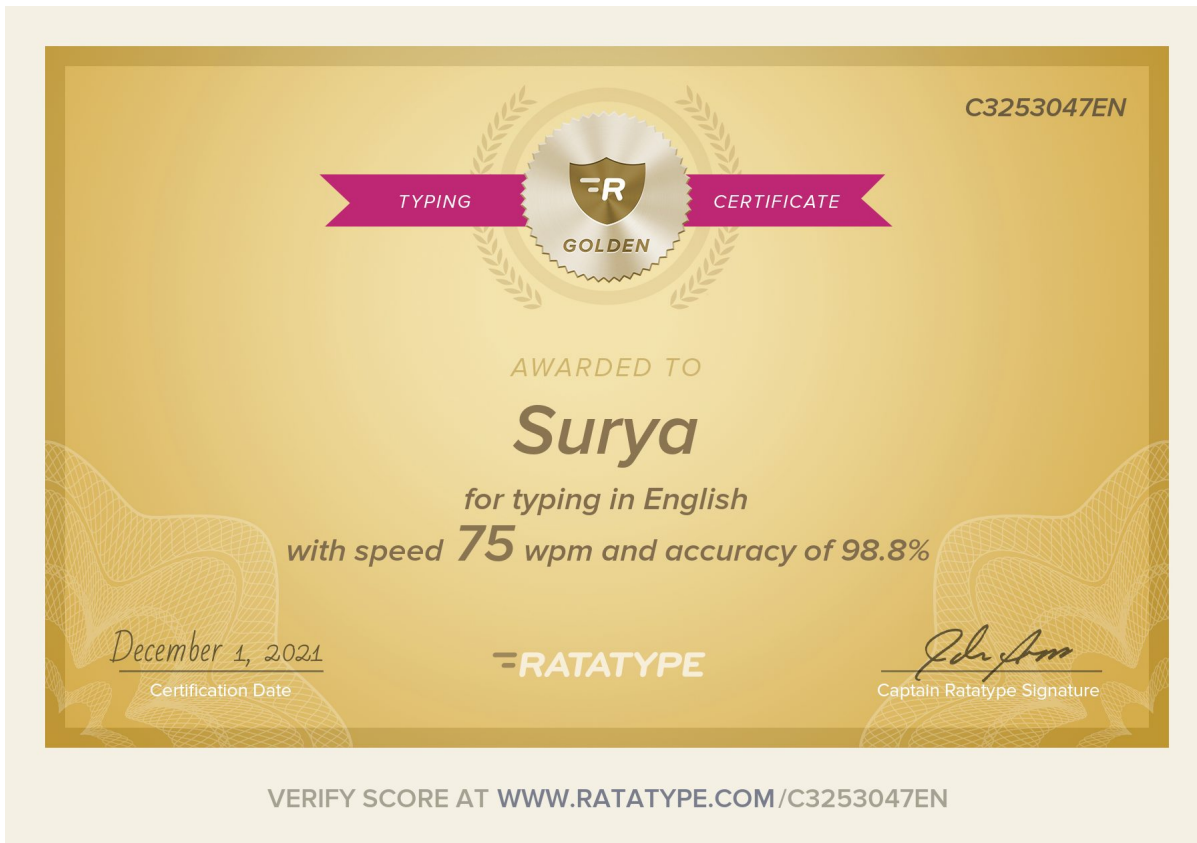 C3253047EN
TYPING CERTIFICATE
R
GOLDEN
AWARDED TO
Surya
for typing in English
with speed 75 wpm and accuracy of 98.8%
December 1, 2021
Certification Date
RATATYPE
Captain Ratatype Signature
VERIFY SCORE AT WWW.RATATYPE.COM/C3253047EN